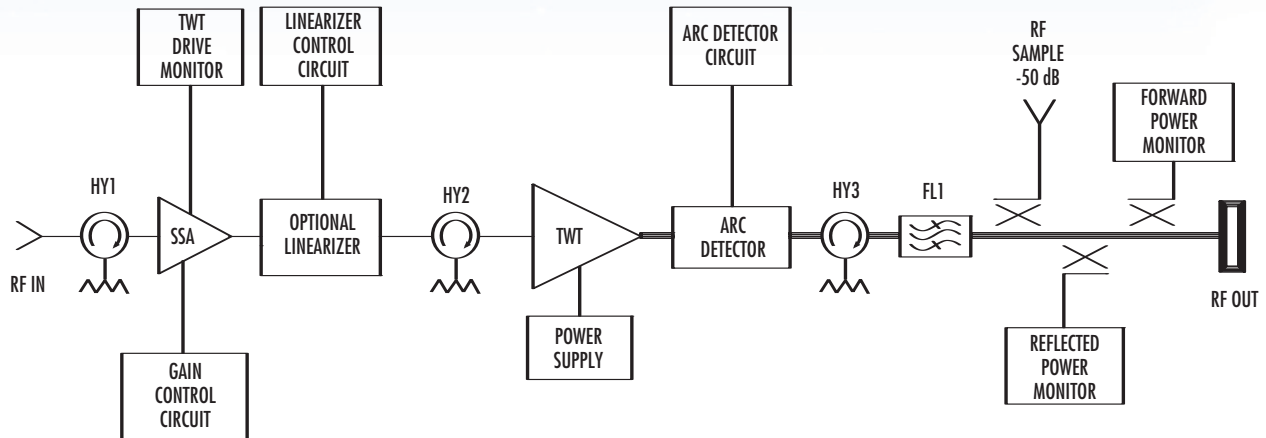 TWT
DRIVE
MONITOR
LINEARIZER
CONTROL
CIRCUIT
ARC DETECTOR
CIRCUIT
RF
SAMPLE
-50 dB
FORWARD
POWER
MONITOR
HY1
SSA
OPTIONAL
LINEARIZER
HY2
TWT
ARC
DETECTOR
HY3
FL1
RF IN
RF OUT
GAIN
CONTROL
CIRCUIT
POWER
SUPPLY
REFLECTED
POWER
MONITOR